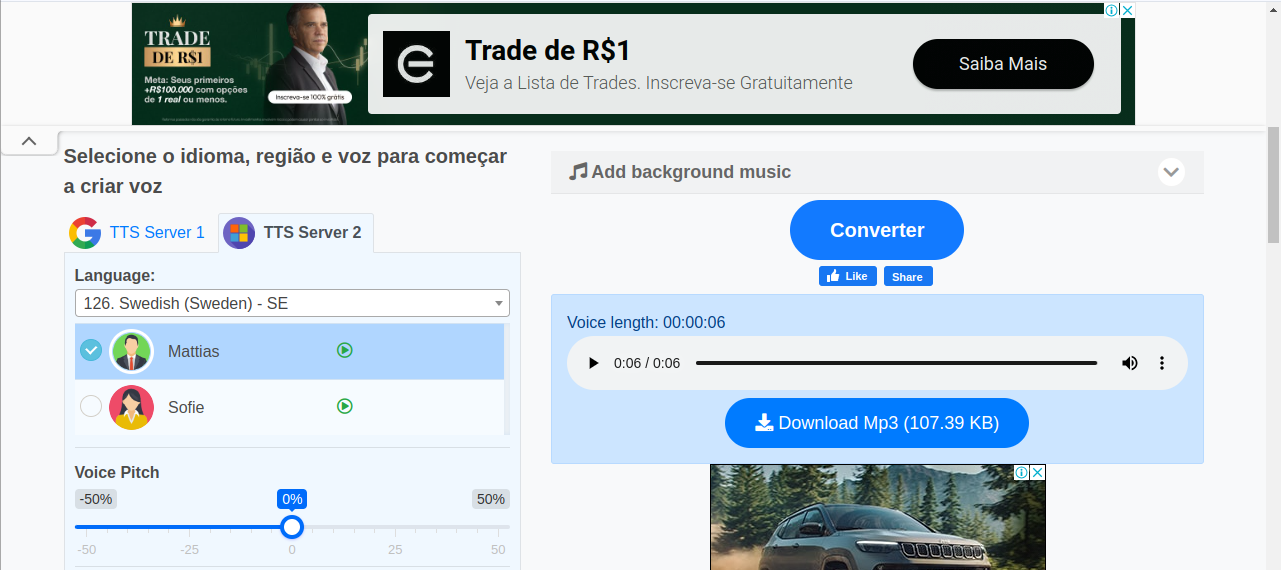 TRADE
DE R$1
Meta: Seus primeiros
+R$100.000 com opções
de 1 real ou menos.
Inscreva-se 100% grátis
Trade de R$1
Veja a Lista de Trades. Inscreva-se Gratuitamente
Saiba Mais
Selecione o idioma, região e voz para começar
a criar voz
TTS Server 1
TTS Server 2
Language:
126. Swedish (Sweden) - SE
Mattias
Sofie
Voice Pitch
-50% 0% 50%
-50 -25 0 25 50
Add background music
Converter
Like Share
Voice length: 00:00:06
0:06 / 0:06
Download Mp3 (107.39 KB)